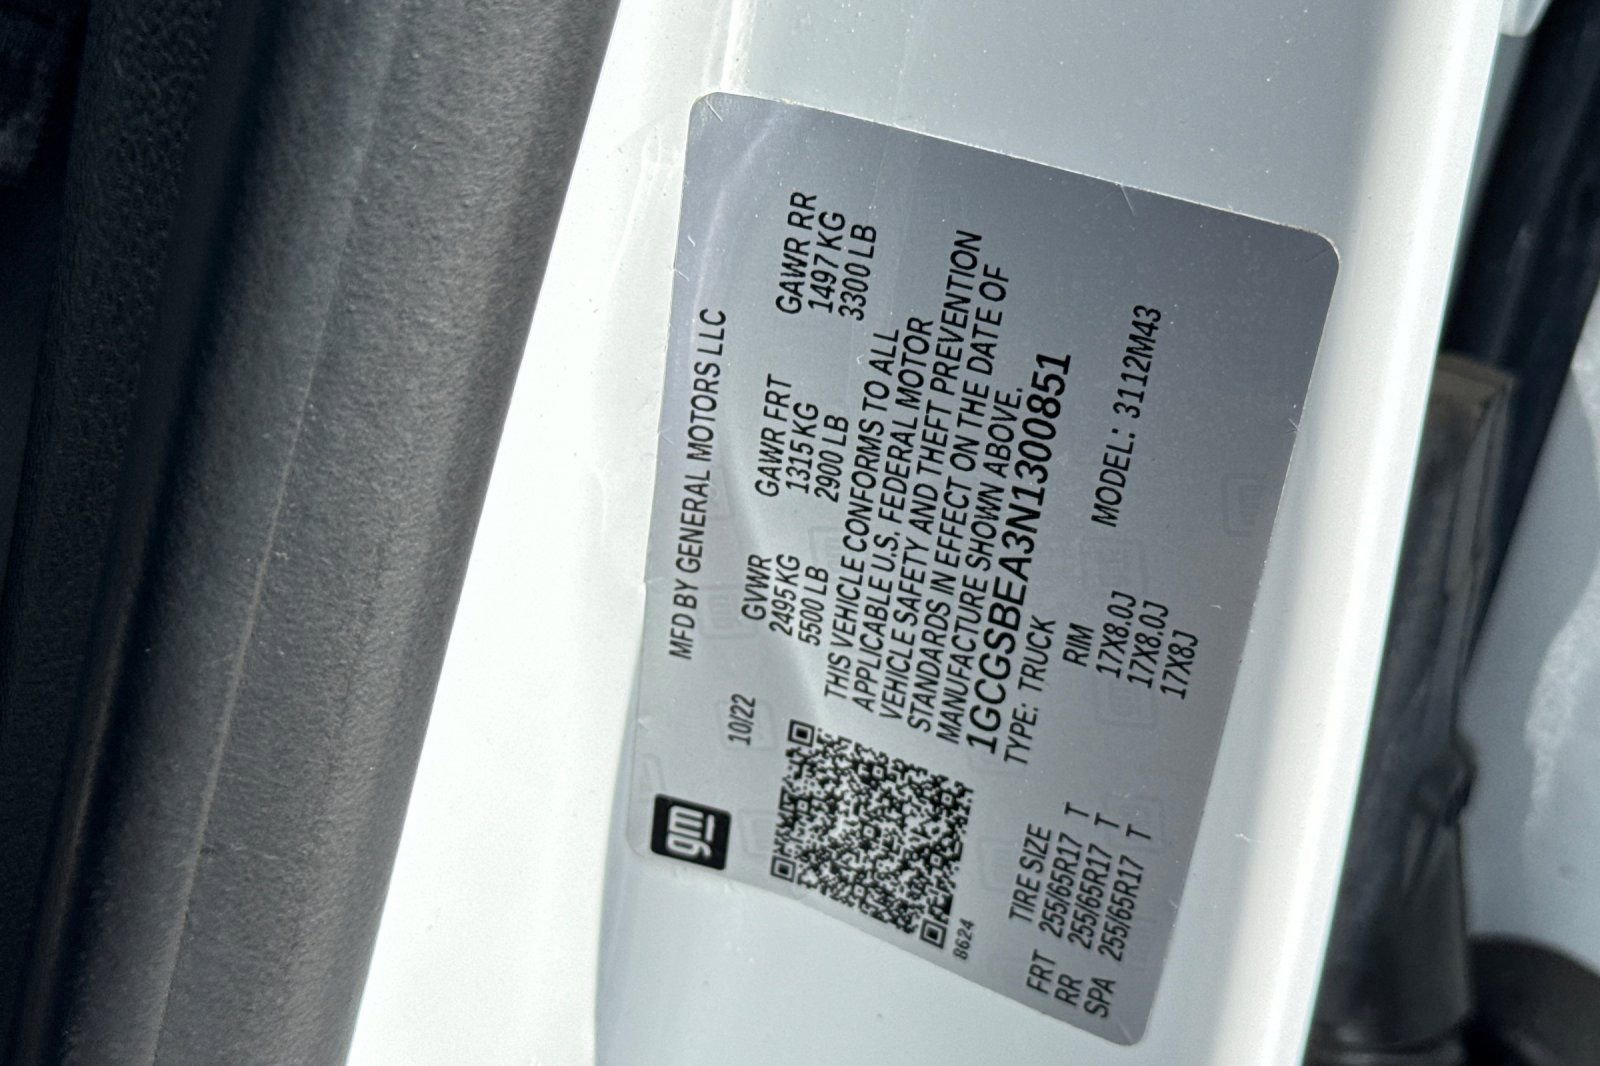 gm
MFD BY GENERAL MOTORS LLC
10/22
GVWR GAWR FRT GAWR RR
2495 KG 1315 KG 1497 KG
5500 LB 2900 LB 3300 LB
THIS VEHICLE CONFORMS TO ALL
APPLICABLE U.S. FEDERAL MOTOR
VEHICLE SAFETY AND THEFT PREVENTION
STANDARDS IN EFFECT ON THE DATE OF
MANUFACTURE SHOWN ABOVE.
1GCGSBEA3N1300851
TYPE: TRUCK
8624
MODEL: 3112M43
TIRE SIZE RIM
FRT 255/65R17 T 17X8.0J
RR 255/65R17 T 17X8.0J
SPA 255/65R17 T 17X8J